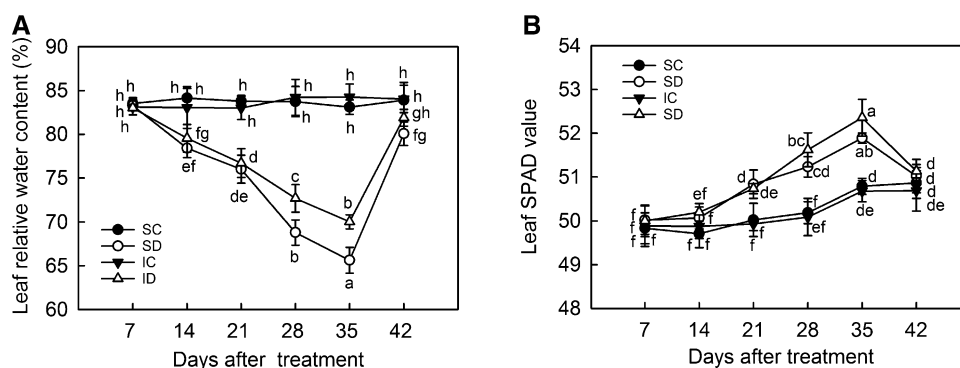 A
Leaf relative water content (%)
90
85
80
75
70
65
60
h h h h h h
h h h h h h
h h h h gh
fg d c b fg
ef de b a
SC
SD
IC
ID
7 14 21 28 35 42
Days after treatment
B
Leaf SPAD value
54
53
52
51
50
49
48
SC
SD
IC
SD
a
bc
ab
d cd d
ef de d d
f f f d
f f f ef de de
f f f f f
7 14 21 28 35 42
Days after treatment